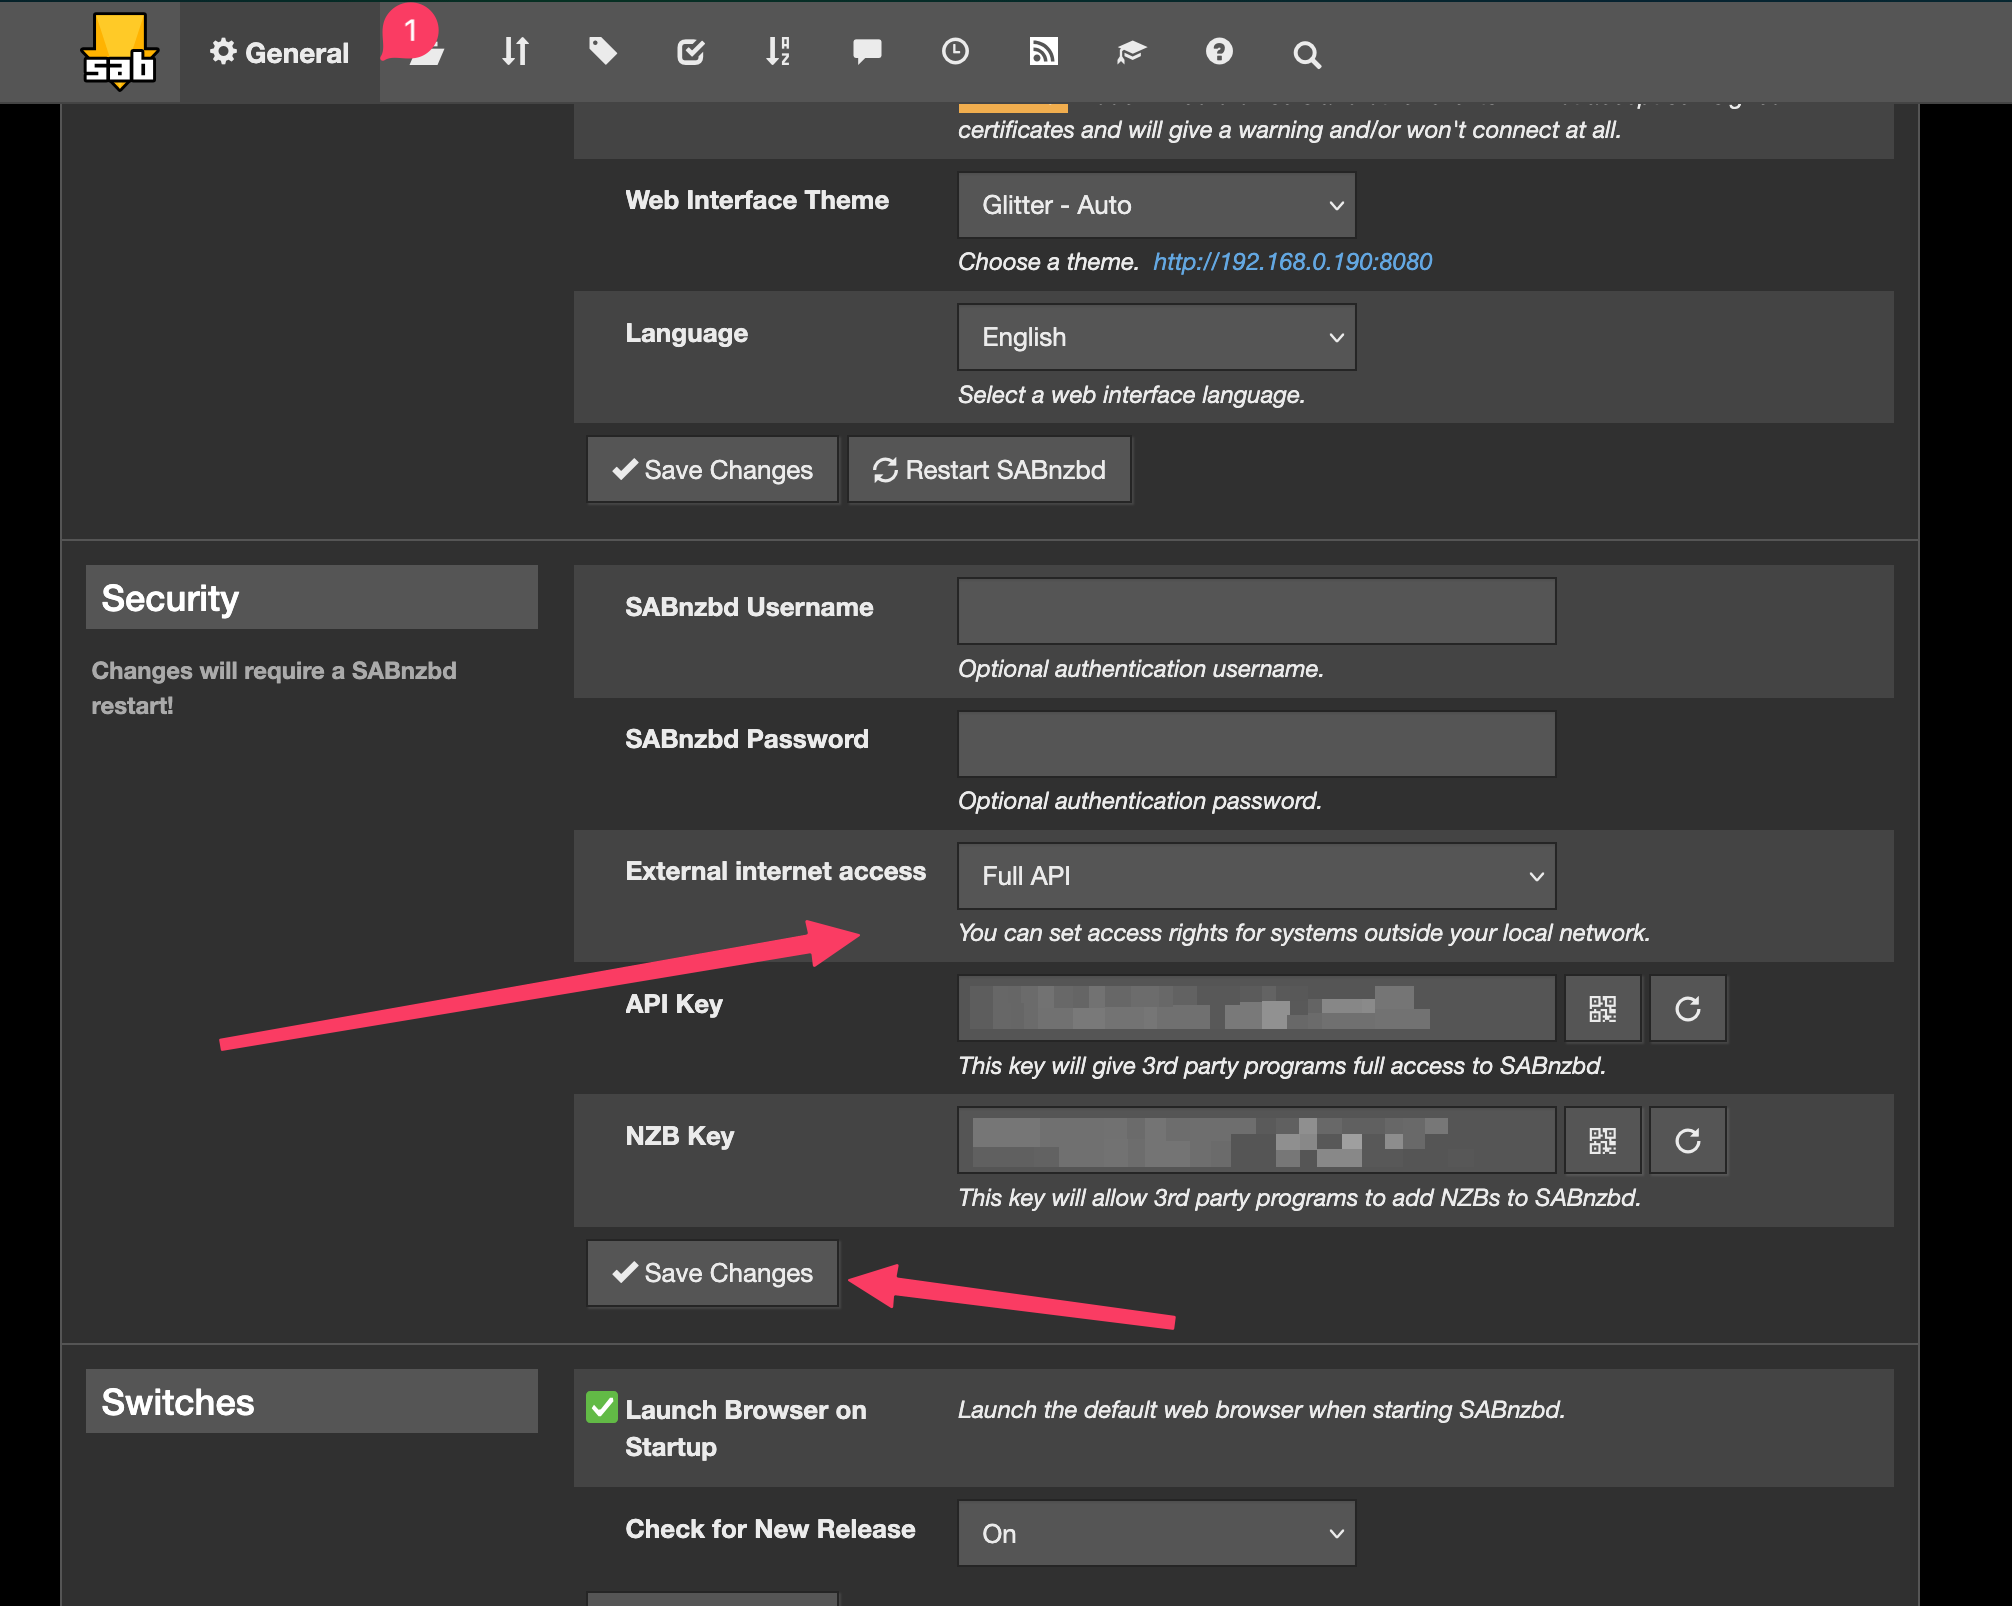 sab
General
1
certificates and will give a warning and/or won't connect at all.
Web Interface Theme
Glitter - Auto
Choose a theme. http://192.168.0.190:8080
Language
English
Select a web interface language.
Save Changes
Restart SABnzbd
Security
Changes will require a SABnzbd
restart!
SABnzbd Username
Optional authentication username.
SABnzbd Password
Optional authentication password.
External internet access
Full API
You can set access rights for systems outside your local network.
API Key
This key will give 3rd party programs full access to SABnzbd.
NZB Key
This key will allow 3rd party programs to add NZBs to SABnzbd.
Save Changes
Switches
Launch Browser on
Startup
Launch the default web browser when starting SABnzbd.
Check for New Release
On